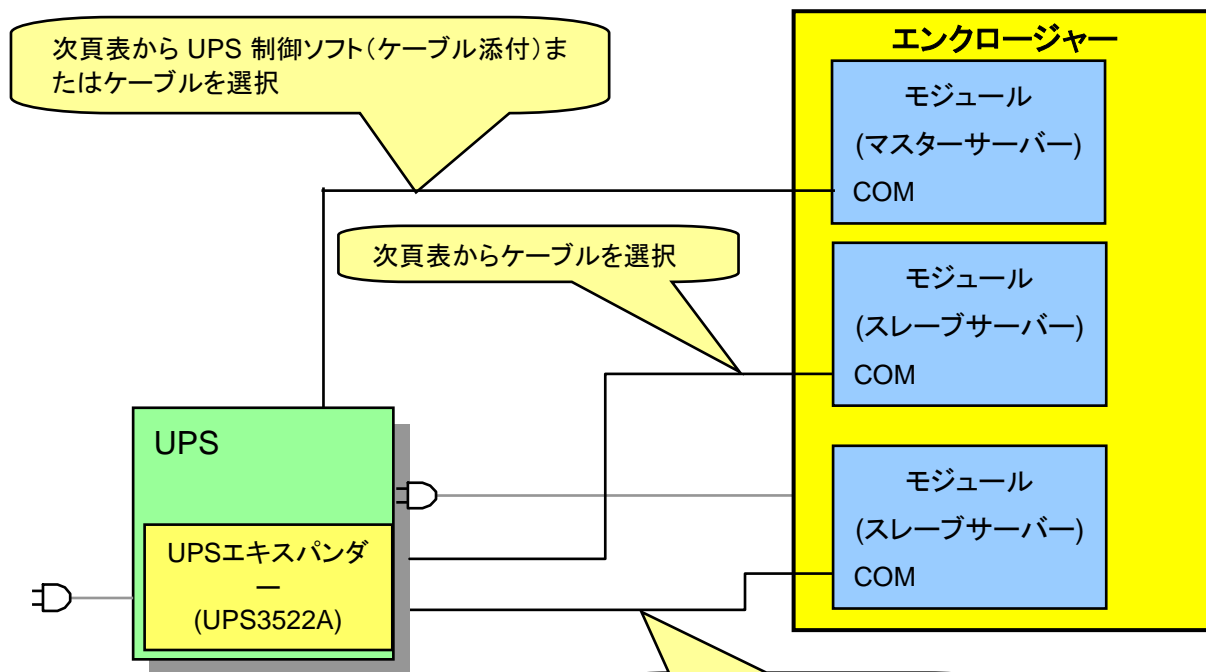 次頁表から UPS 制御ソフト（ケーブル添付）ま
たはケーブルを選択
エンクロージャー
モジュール
(マスターサーバー)
COM
次頁表からケーブルを選択
モジュール
(スレーブサーバー)
COM
UPS
モジュール
(スレーブサーバー)
COM
UPSエキスパンダ
ー
(UPS3522A)